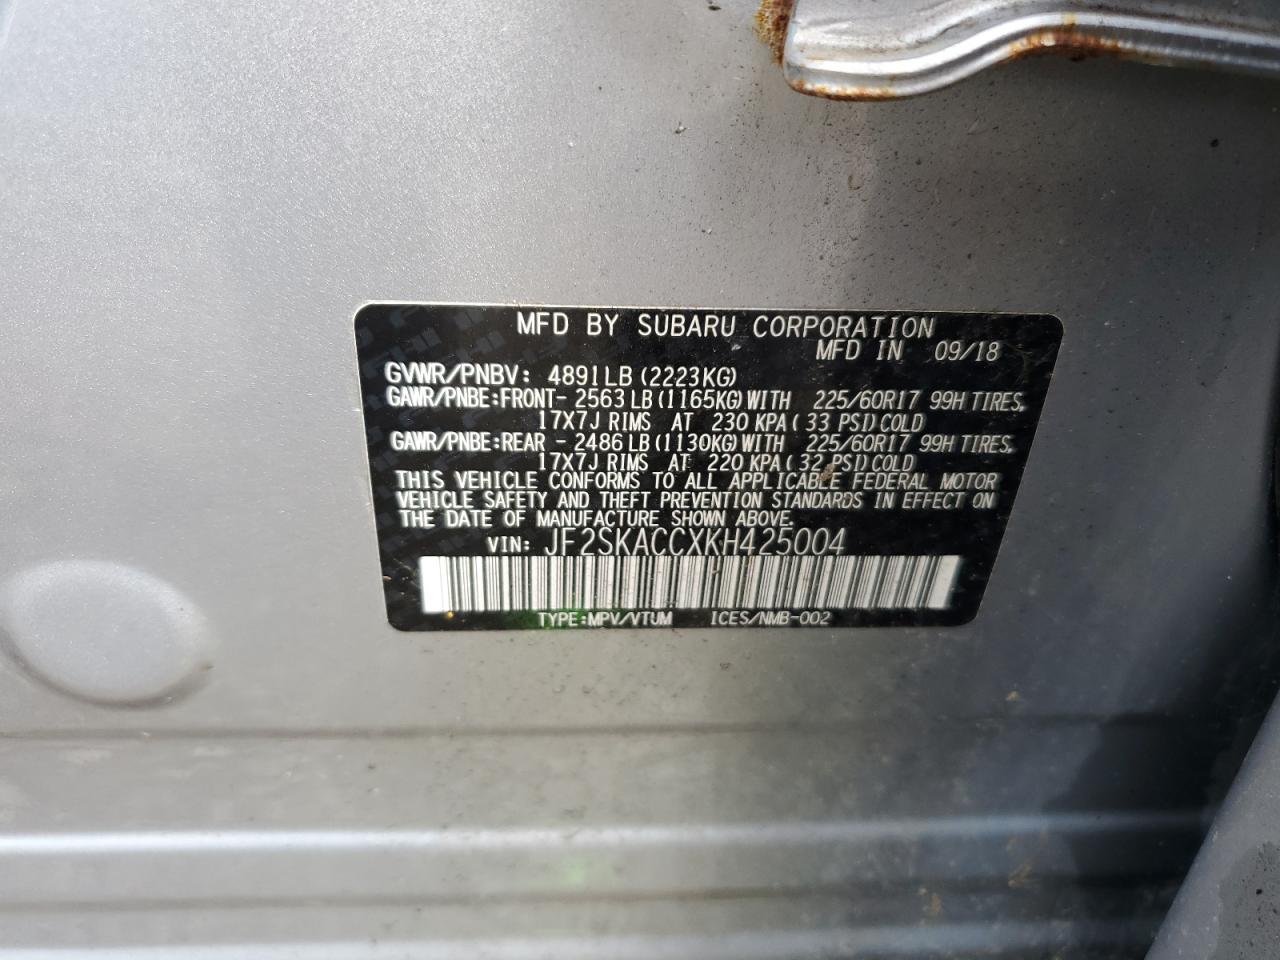 MFD BY SUBARU CORPORATION
MFD IN 09/18
GVWR/PNBV: 4891LB (2223KG)
GAWR/PNBE:FRONT- 2563LB (1165KG) WITH 225/60R17 99H TIRES,
17X7J RIMS AT 230 KPA ( 33 PSI) COLD
GAWR/PNBE:REAR - 2486LB (1130KG) WITH 225/60R17 99H TIRES,
17X7J RIMS AT 220 KPA ( 32 PSI) COLD
THIS VEHICLE CONFORMS TO ALL APPLICABLE FEDERAL MOTOR
VEHICLE SAFETY AND THEFT PREVENTION STANDARDS IN EFFECT ON
THE DATE OF MANUFACTURE SHOWN ABOVE.
VIN: JF2SKACCXKH425004
TYPE:MPV/VTUM ICES/NMB-002